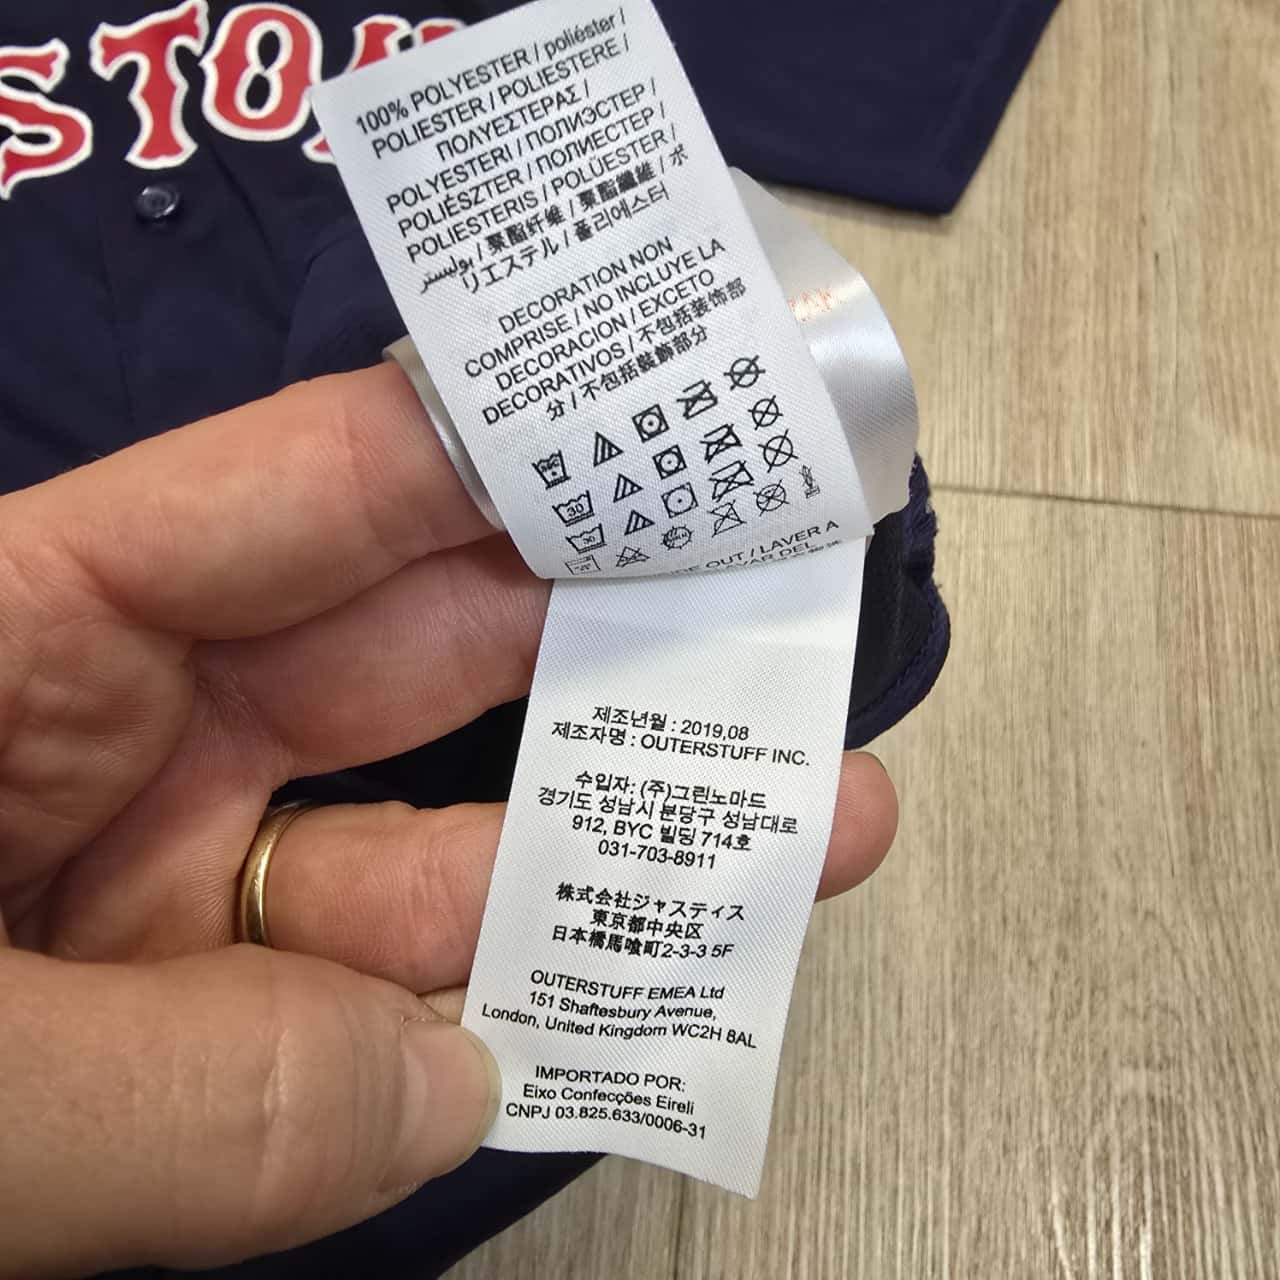 STON
100% POLYESTER / poliéster /
POLIESTER / POLIESTERE /
ΠΟΛΥΕΣΤΕΡΑΣ /
POLYESTERI / ПОЛИЭСТЕР /
POLIÉSZTER / ПОЛИЕСТЕР /
POLIESTERIS / POLÜESTER /
بوليستر / 聚酯纤维 / 聚酯纖維 / ポ
リエステル / 폴리에스터
DECORATION NON
COMPRISE / NO INCLUYE LA
DECORACION / EXCETO
DECORATIVOS / 不包括装饰部
分 / 不包括裝飾部分
30
30
OUT / LAVER A
LAVAR DEL
제조년월 : 2019,08
제조자명 : OUTERSTUFF INC.
수입자: (주)그린노마드
경기도 성남시 분당구 성남대로
912, BYC 빌딩 714호
031-703-8911
株式会社ジャスティス
東京都中央区
日本橋馬喰町2-3-3 5F
OUTERSTUFF EMEA Ltd
151 Shaftesbury Avenue,
London, United Kingdom WC2H 8AL
IMPORTADO POR:
Eixo Confecções Eireli
CNPJ 03.825.633/0006-31